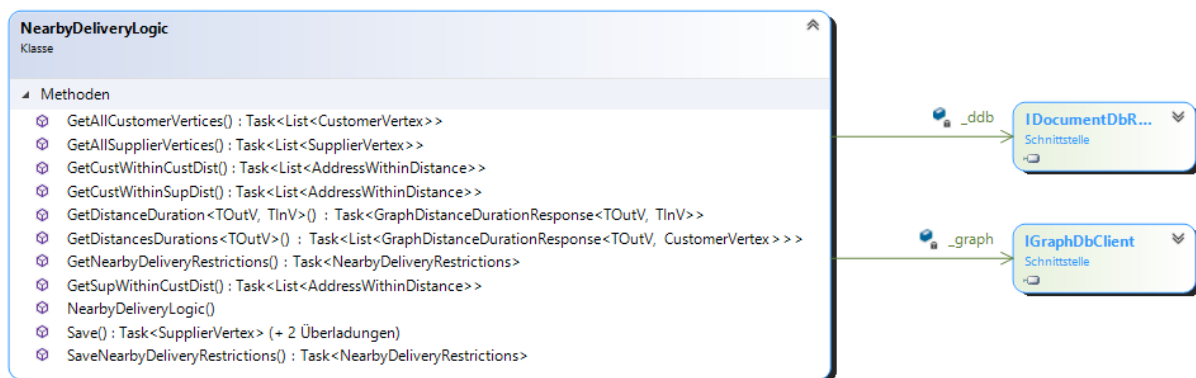 NearbyDeliveryLogic
Klasse
Methoden
GetAllCustomerVertices() : Task<List<CustomerVertex>>
GetAllSupplierVertices() : Task<List<SupplierVertex>>
GetCustWithinCustDist() : Task<List<AddressWithinDistance>>
GetCustWithinSupDist() : Task<List<AddressWithinDistance>>
GetDistanceDuration<TOutV, TInV>() : Task<GraphDistanceDurationResponse<TOutV, TInV>>
GetDistancesDurations<TOutV>() : Task<List<GraphDistanceDurationResponse<TOutV, CustomerVertex>>>
GetNearbyDeliveryRestrictions() : Task<NearbyDeliveryRestrictions>
GetSupWithinCustDist() : Task<List<AddressWithinDistance>>
NearbyDeliveryLogic()
Save() : Task<SupplierVertex> (+ 2 Überladungen)
SaveNearbyDeliveryRestrictions() : Task<NearbyDeliveryRestrictions>
_ddb
IDocumentDbR...
Schnittstelle
_graph
IGraphDbClient
Schnittstelle